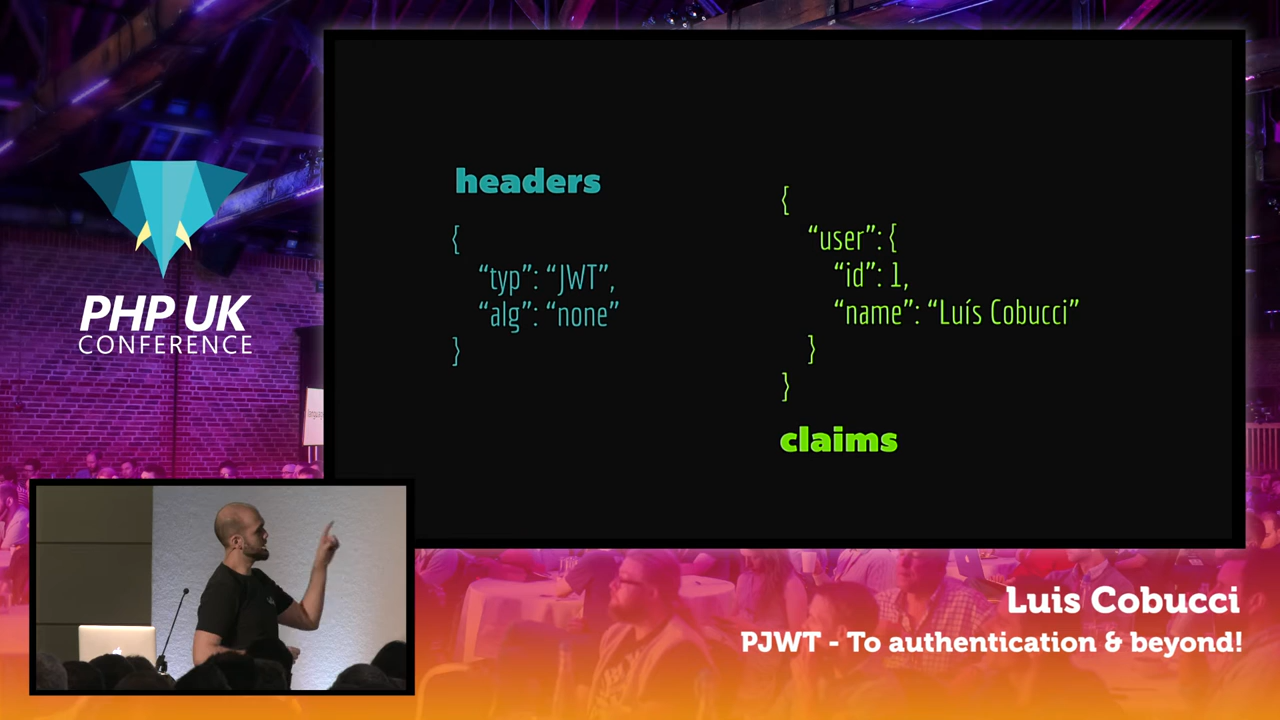 PHP UK
CONFERENCE
headers
{
“typ”: “JWT”,
“alg”: “none”
}
{
“user”: {
“id”: 1,
“name”: “Luís Cobucci”
}
}
claims
Luis Cobucci
PJWT - To authentication & beyond!